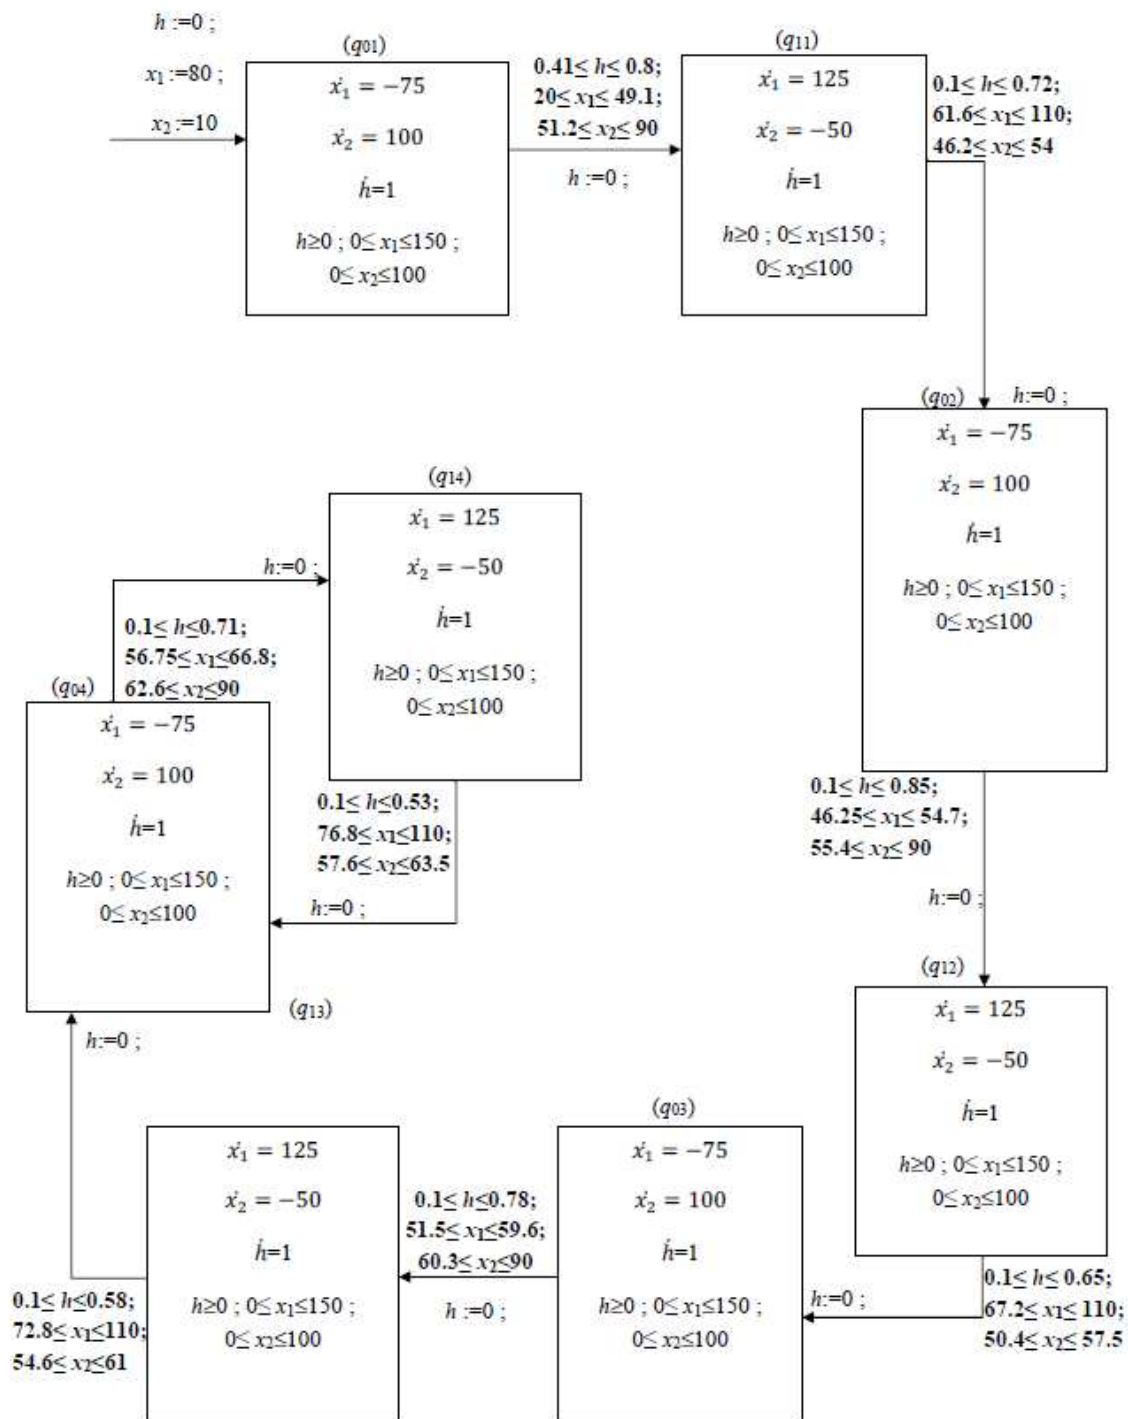 h :=0 ;
x1 :=80 ;
x2 :=10
(q01)
ẋ1 = −75
ẋ2 = 100
ḣ=1
h≥0 ; 0≤ x1≤150 ;
0≤ x2≤100
0.41≤ h≤0.8;
20≤ x1≤ 49.1;
51.2≤ x2≤ 90
h :=0 ;
(q11)
ẋ1 = 125
ẋ2 = −50
ḣ=1
h≥0 ; 0≤ x1≤150 ;
0≤ x2≤100
0.1≤ h≤ 0.72;
61.6≤ x1≤ 110;
46.2≤ x2≤ 54
h:=0 ;
(q02)
ẋ1 = −75
ẋ2 = 100
ḣ=1
h≥0 ; 0≤ x1≤150 ;
0≤ x2≤100
0.1≤ h≤ 0.85;
46.25≤ x1≤ 54.7;
55.4≤ x2≤ 90
h:=0 ;
(q12)
ẋ1 = 125
ẋ2 = −50
ḣ=1
h≥0 ; 0≤ x1≤150 ;
0≤ x2≤100
0.1≤ h≤ 0.65;
67.2≤ x1≤ 110;
50.4≤ x2≤ 57.5
h:=0 ;
(q03)
ẋ1 = −75
ẋ2 = 100
ḣ=1
h≥0 ; 0≤ x1≤150 ;
0≤ x2≤100
0.1≤ h≤0.78;
51.5≤ x1≤59.6;
60.3≤ x2≤90
h :=0 ;
(q13)
ẋ1 = 125
ẋ2 = −50
ḣ=1
h≥0 ; 0≤ x1≤150 ;
0≤ x2≤100
0.1≤ h≤0.58;
72.8≤ x1≤110;
54.6≤ x2≤61
h:=0 ;
(q04)
ẋ1 = −75
ẋ2 = 100
ḣ=1
h≥0 ; 0≤ x1≤150 ;
0≤ x2≤100
0.1≤ h≤0.71;
56.75≤ x1≤66.8;
62.6≤ x2≤90
h:=0 ;
(q14)
ẋ1 = 125
ẋ2 = −50
ḣ=1
h≥0 ; 0≤ x1≤150 ;
0≤ x2≤100
0.1≤ h≤0.53;
76.8≤ x1≤110;
57.6≤ x2≤63.5
h:=0 ;